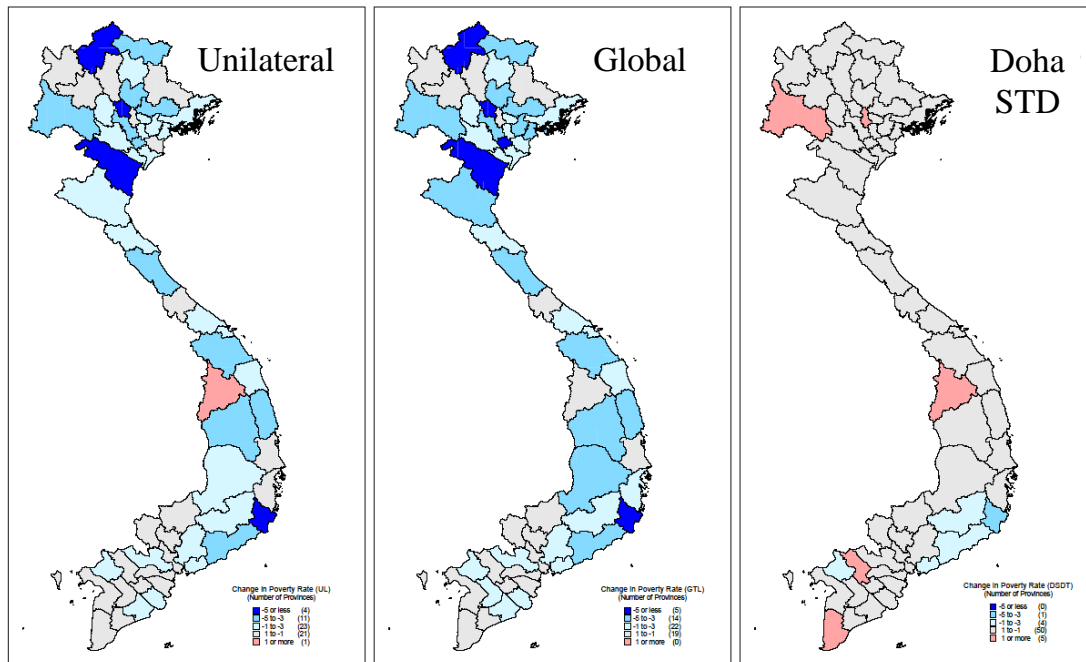 Unilateral
Change in Poverty Rate (UL)
(Number of Provinces)
-5 or less (4)
-5 to -3 (11)
-1 to -3 (23)
1 to -1 (21)
1 or more (1)
Global
Change in Poverty Rate (GTL)
(Number of Provinces)
-5 or less (5)
-5 to -3 (14)
-1 to -3 (22)
1 to -1 (19)
1 or more (0)
Doha
STD
Change in Poverty Rate (DSDT)
(Number of Provinces)
-5 or less (0)
-5 to -3 (1)
-1 to -3 (4)
1 to -1 (50)
1 or more (5)